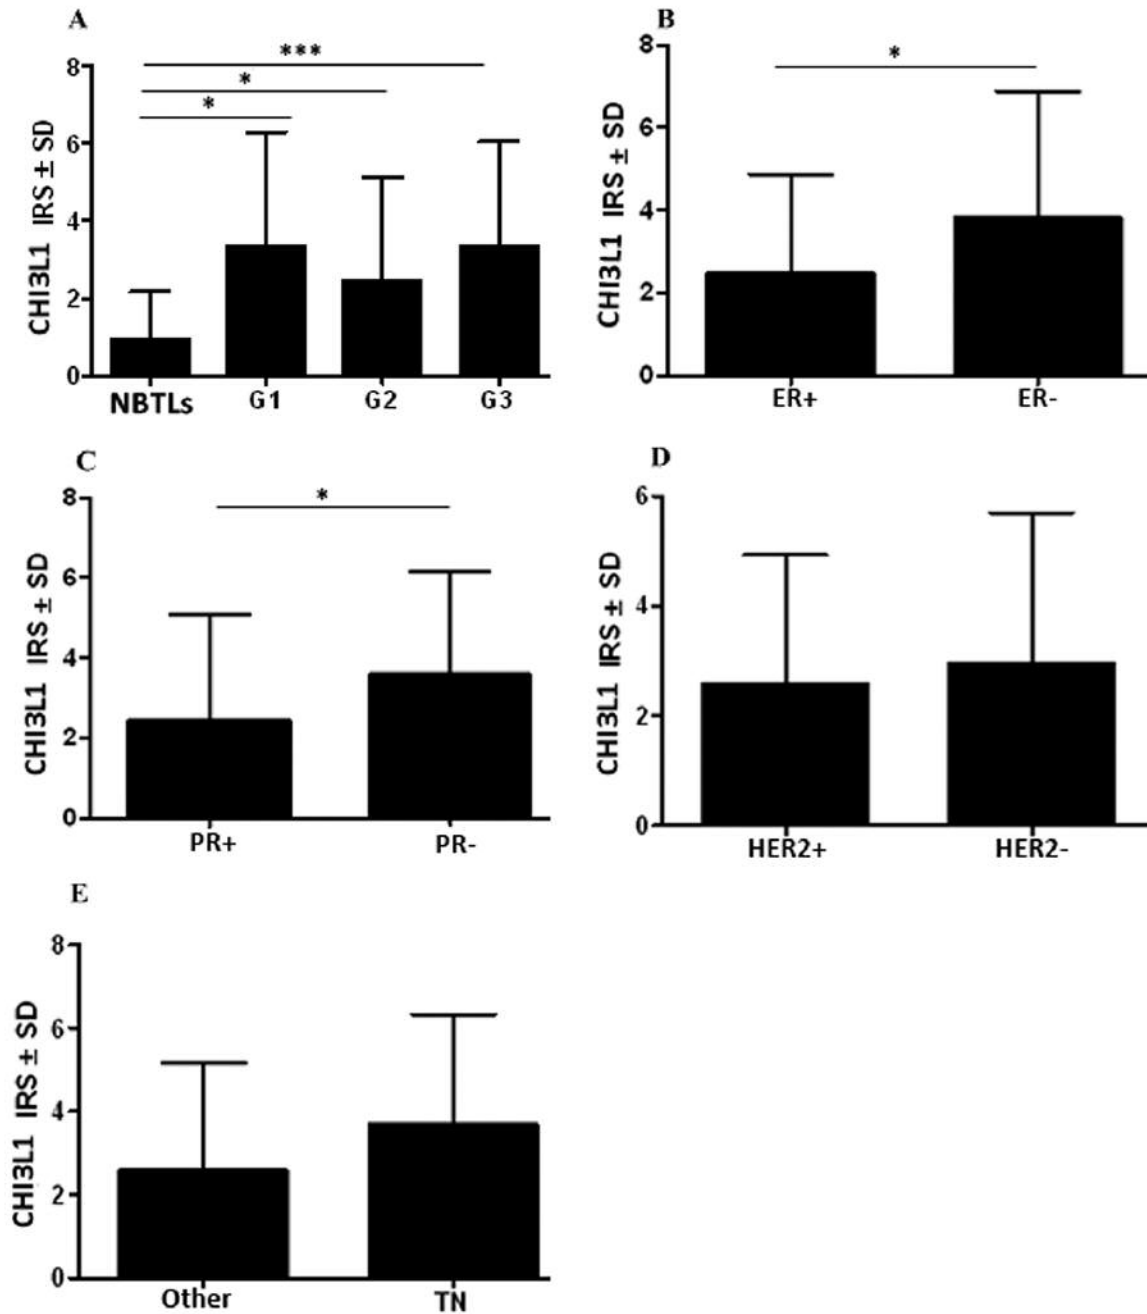 A
***
*
*
CHI3L1 IRS ± SD
8
6
4
2
0
NBTLs G1 G2 G3
B
*
CHI3L1 IRS ± SD
8
6
4
2
0
ER+ ER-
C
*
CHI3L1 IRS ± SD
8
6
4
2
0
PR+ PR-
D
CHI3L1 IRS ± SD
6
4
2
0
HER2+ HER2-
E
CHI3L1 IRS ± SD
8
6
4
2
0
Other TN